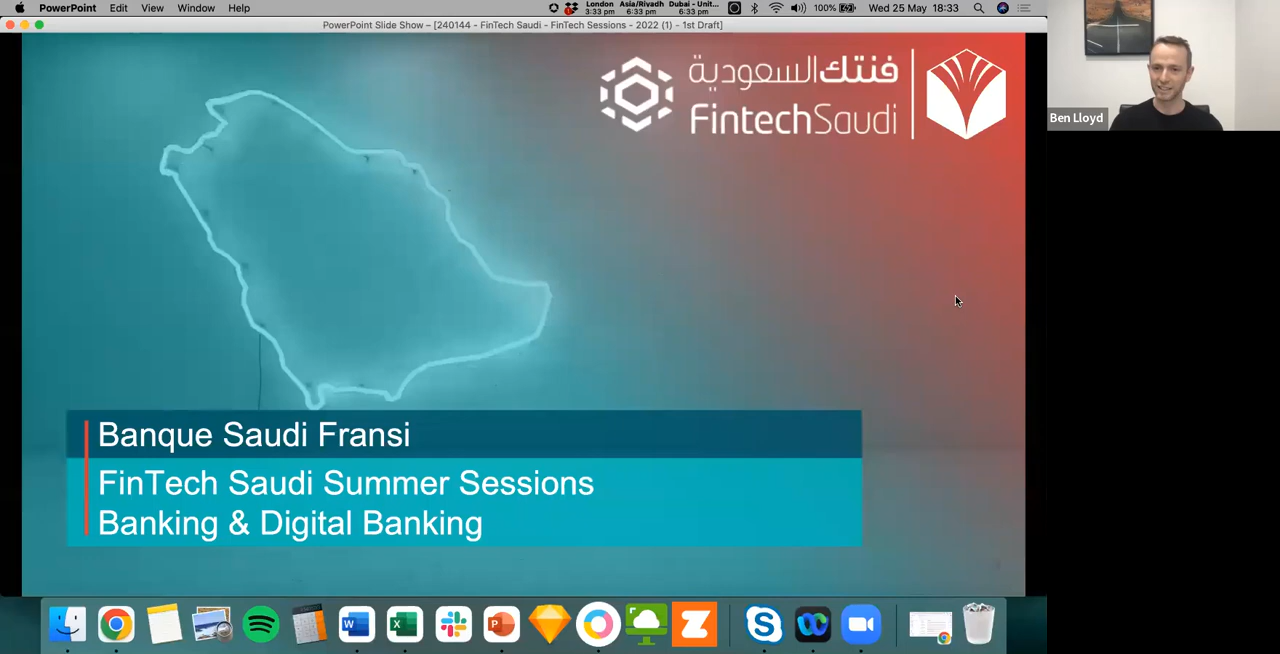 PowerPoint Edit View Window Help
London 3:33 pm
Asia/Riyadh 6:33 pm
Dubai - Unit... 6:33 pm
100%
Wed 25 May 18:33
PowerPoint Slide Show – [240144 - FinTech Saudi - FinTech Sessions - 2022 (1) - 1st Draft]
فنتك السعودية
FintechSaudi
Ben Lloyd
Banque Saudi Fransi
FinTech Saudi Summer Sessions
Banking & Digital Banking